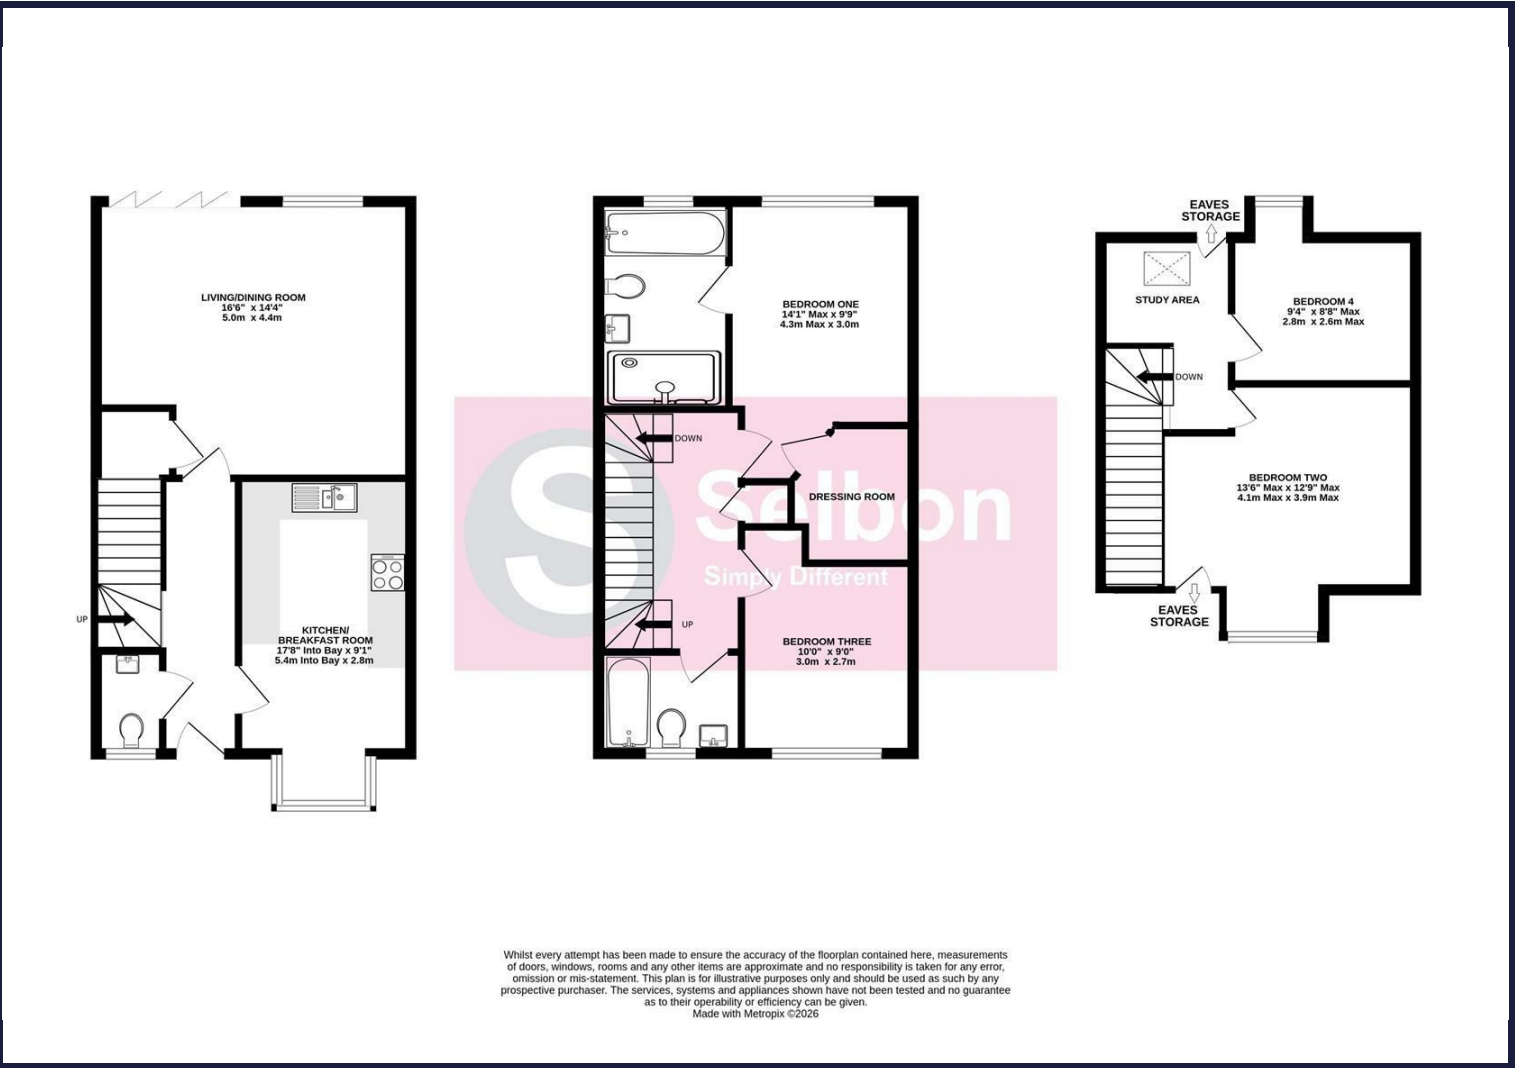 LIVING/DINING ROOM
16'6" x 14'4"
5.0m x 4.4m
UP
KITCHEN/
BREAKFAST ROOM
17'8" Into Bay x 9'1"
5.4m Into Bay x 2.8m
BEDROOM ONE
14'1" Max x 9'9"
4.3m Max x 3.0m
DOWN
DRESSING ROOM
Selbon
Simply Different
UP
BEDROOM THREE
10'0" x 9'0"
3.0m x 2.7m
EAVES
STORAGE
STUDY AREA
BEDROOM 4
9'4" x 8'8" Max
2.8m x 2.6m Max
DOWN
BEDROOM TWO
13'6" Max x 12'9" Max
4.1m Max x 3.9m Max
EAVES
STORAGE
Whilst every attempt has been made to ensure the accuracy of the floorplan contained here, measurements
of doors, windows, rooms and any other items are approximate and no responsibility is taken for any error,
omission or mis-statement. This plan is for illustrative purposes only and should be used as such by any
prospective purchaser. The services, systems and appliances shown have not been tested and no guarantee
as to their operability or efficiency can be given.
Made with Metropix ©2026